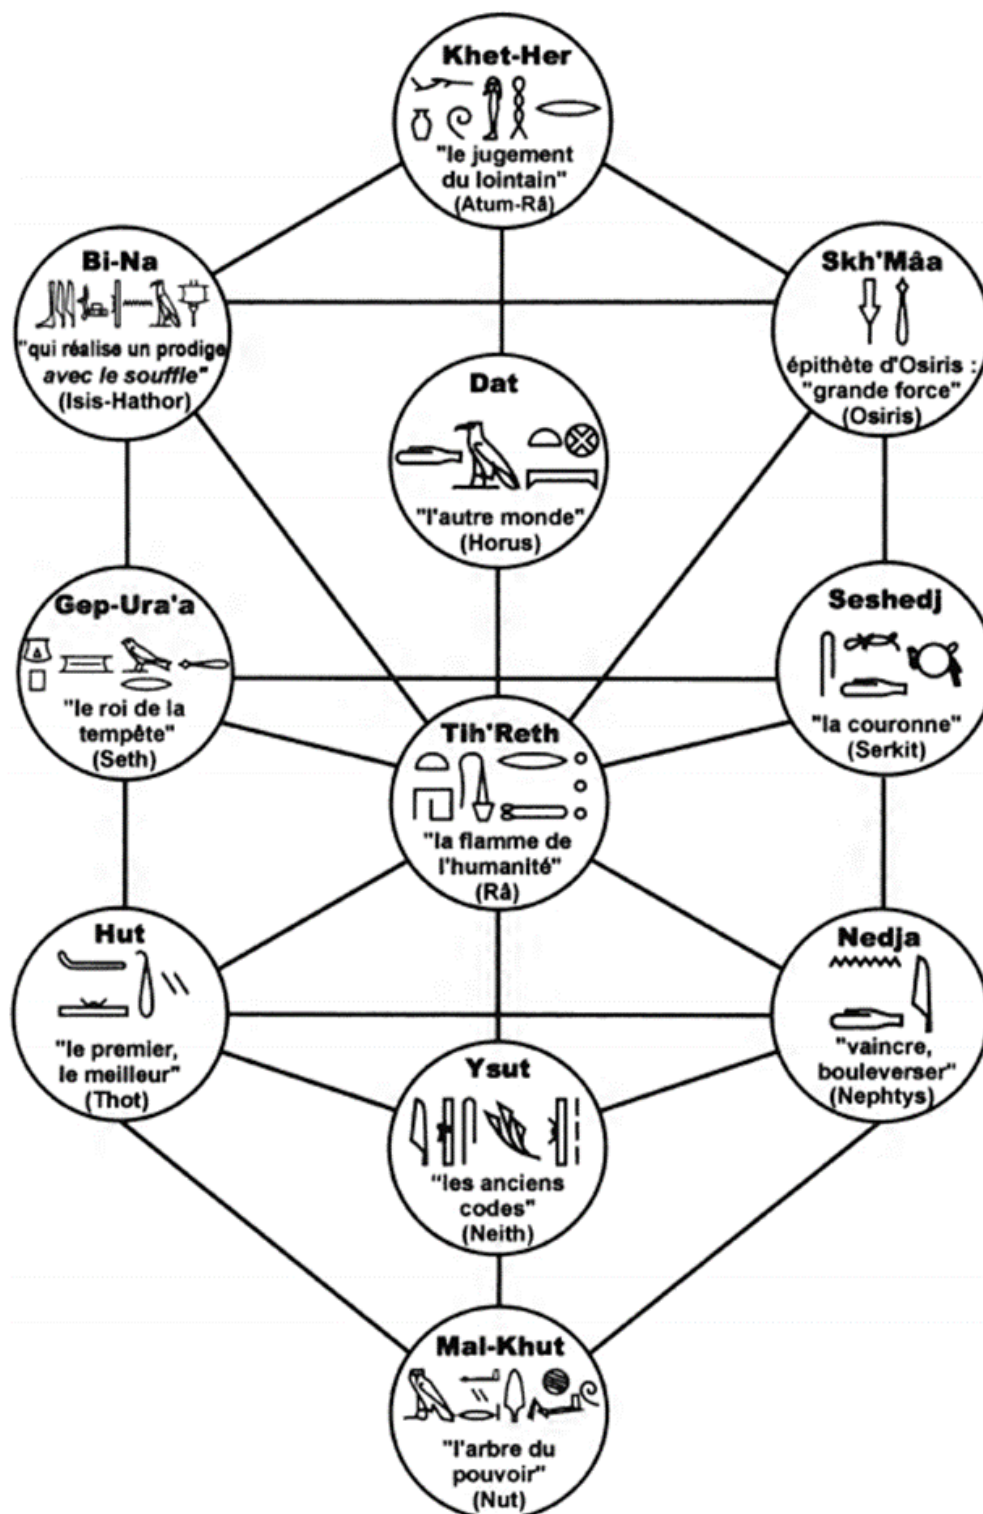 Khet-Her
"le jugement
du lointain"
(Atum-Râ)
Bi-Na
"qui réalise un prodige
avec le souffle"
(Isis-Hathor)
Skh'Mâa
épithète d'Osiris :
"grande force"
(Osiris)
Dat
"l'autre monde"
(Horus)
Gep-Ura'a
"le roi de la
tempête"
(Seth)
Seshedj
"la couronne"
(Serkit)
Tih'Reth
"la flamme de
l'humanité"
(Râ)
Hut
"le premier,
le meilleur"
(Thot)
Nedja
"vaincre,
bouleverser"
(Nephtys)
Ysut
"les anciens
codes"
(Neith)
Mal-Khut
"l'arbre du
pouvoir"
(Nut)